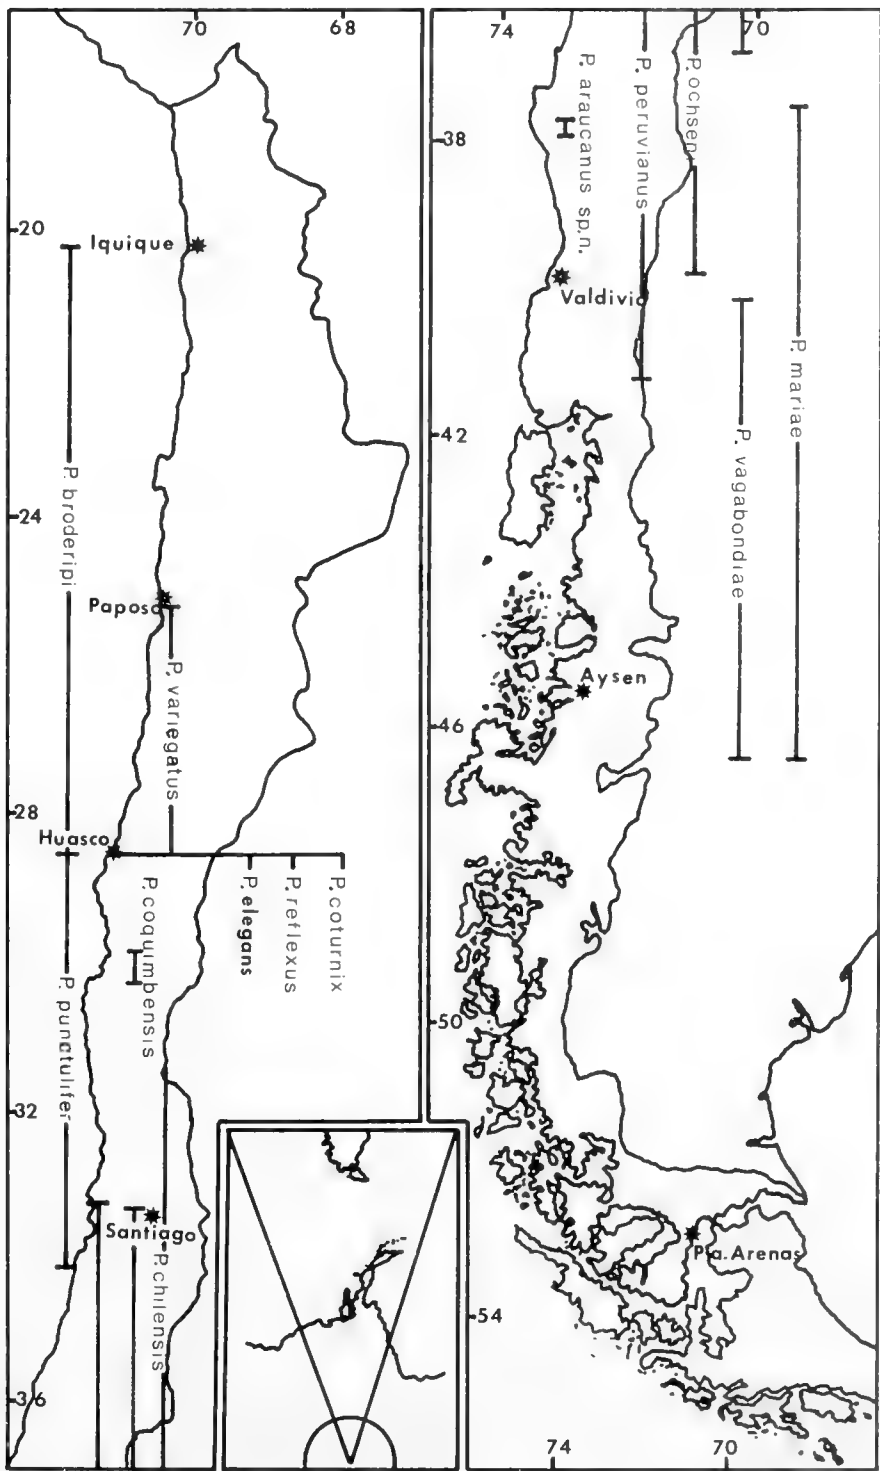 70
68
20
Iquique
P. broderipi
24
Paposo
P. variegatus
28
Huasco
P. coquimbensis
P. elegans
P. reflexus
P. coturnix
P. punctulifer
32
Santiago
P. chilensis
36
74
70
P. araucanus sp.n.
P. peruvianus
P. ochseni
38
Valdivia
P. mariae
P. vagabondiae
42
Aysen
46
50
Pta. Arenas
54
74
70